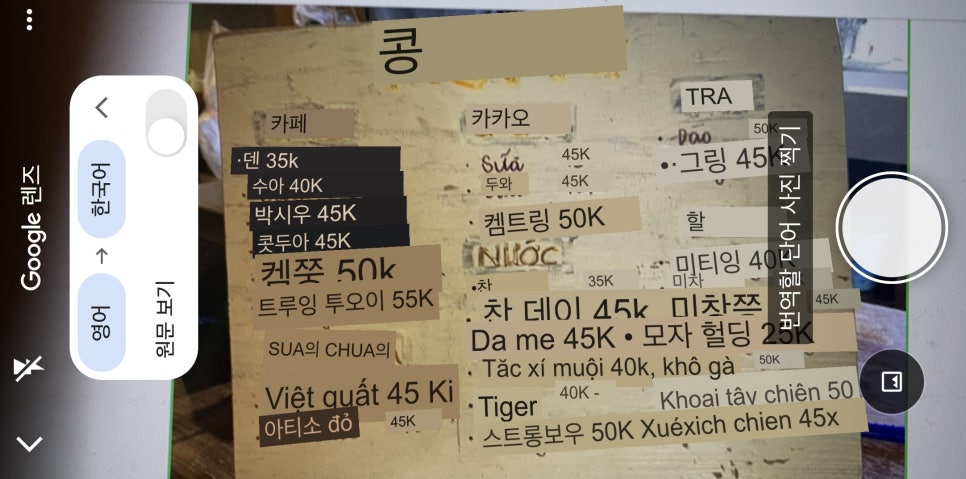 Google 렌즈
영어 → 한국어
원문 보기
번역할 단어 사진 찍기
콩
카페
·덴 35k
수아 40K
박시우 45K
콧두아 45K
켐쭝 50k
트루잉 투오이 55K
SUA의 CHUA의
Việt quất 45 Ki
아티소 đỏ 45K
카카오
Sữa 45K
두와 45K
켐트링 50K
NƯỚC
•차 35K
찬 데이 45k
Da me 45K • 모자 헐딩 25K
Tăc xí muội 40k, khô gà 50K
Tiger 40K - Khoai tây chiên 50
스트롱보우 50K Xuéxich chien 45x
TRA
Đào 50K
•·그링 45K
할
미티잉 40K
미차
미찬쯩 45K